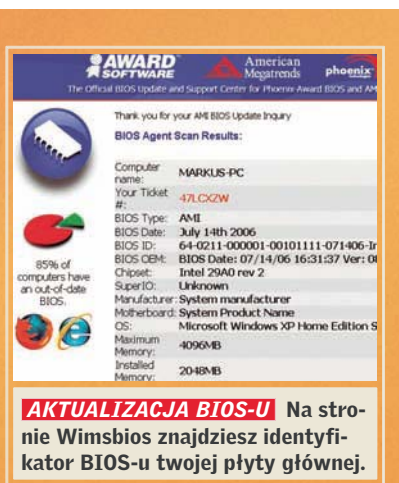 AWARD SOFTWARE
American Megatrends
phoenix technologies
The Official BIOS Update and Support Center for Phoenix Award BIOS and AM
Thank you for your AMI BIOS Update Inquiry
BIOS Agent Scan Results:
Computer name: MARKUS-PC
Your Ticket #: 47LCXZW
BIOS Type: AMI
BIOS Date: July 14th 2006
BIOS ID: 64-0211-000001-00101111-071406-Ir
BIOS OEM: BIOS Date: 07/14/06 16:31:37 Ver: 08
Chipset: Intel 29A0 rev 2
SuperIO: Unknown
Manufacturer: System manufacturer
Motherboard: System Product Name
OS: Microsoft Windows XP Home Edition S
Maximum Memory: 4096MB
Installed Memory: 2048MB
85% of
computers have
an out-of-date
BIOS.
AKTUALIZACJA BIOS-U Na stro-
nie Wimsbios znajdziesz identyfi-
kator BIOS-u twojej płyty głównej.